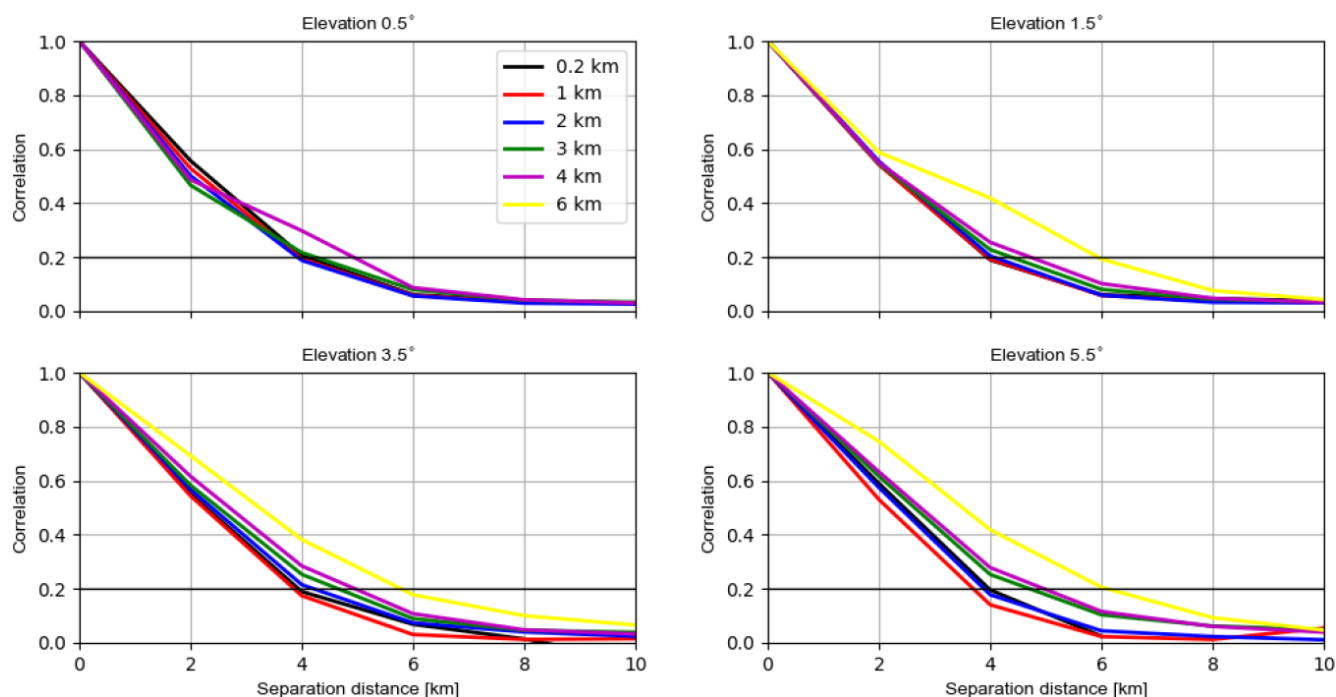 Elevation 0.5°
Elevation 1.5°
1.0
0.8
0.6
0.4
0.2
0.0
Correlation
0.2 km
1 km
2 km
3 km
4 km
6 km
1.0
0.8
0.6
0.4
0.2
0.0
Correlation
Elevation 3.5°
Elevation 5.5°
1.0
0.8
0.6
0.4
0.2
0.0
Correlation
0 2 4 6 8 10
Separation distance [km]
1.0
0.8
0.6
0.4
0.2
0.0
Correlation
0 2 4 6 8 10
Separation distance [km]